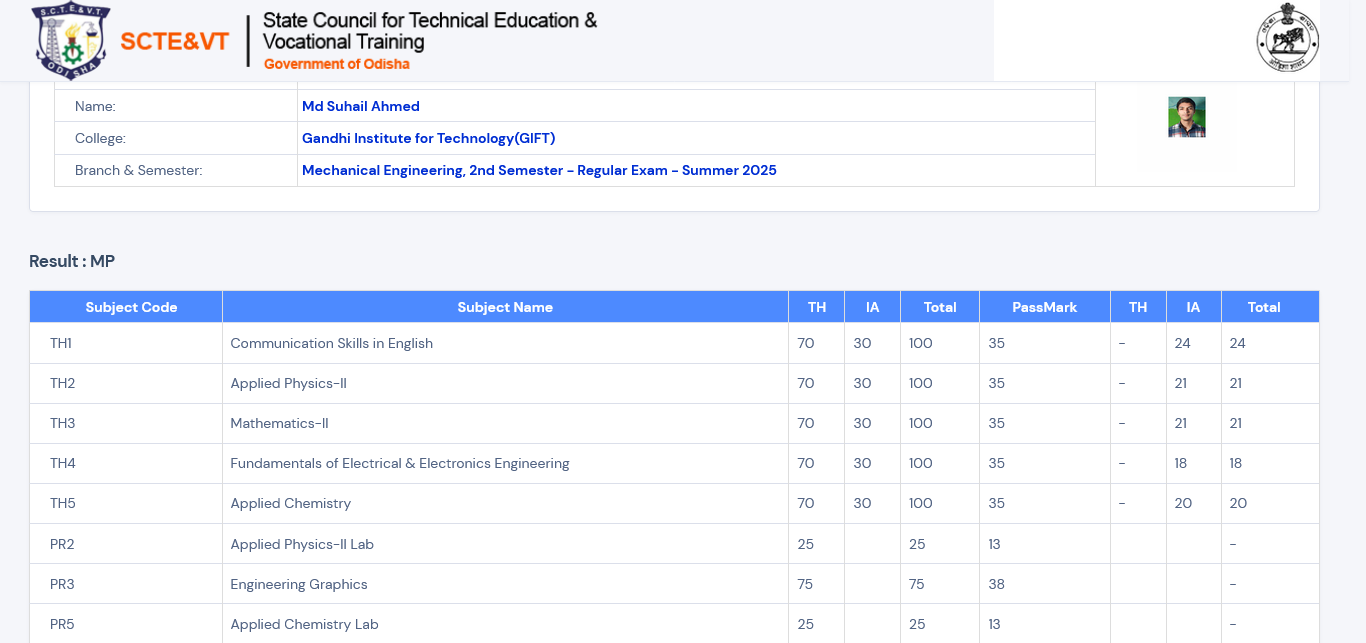 S.C.T.E.&V.T.
ODISHA
SCTE&VT
State Council for Technical Education &
Vocational Training
Government of Odisha
Name: Md Suhail Ahmed
College: Gandhi Institute for Technology(GIFT)
Branch & Semester: Mechanical Engineering, 2nd Semester - Regular Exam - Summer 2025
Result : MP
Subject Code Subject Name TH IA Total PassMark TH IA Total
TH1 Communication Skills in English 70 30 100 35 - 24 24
TH2 Applied Physics-II 70 30 100 35 - 21 21
TH3 Mathematics-II 70 30 100 35 - 21 21
TH4 Fundamentals of Electrical & Electronics Engineering 70 30 100 35 - 18 18
TH5 Applied Chemistry 70 30 100 35 - 20 20
PR2 Applied Physics-II Lab 25 25 13 -
PR3 Engineering Graphics 75 75 38 -
PR5 Applied Chemistry Lab 25 25 13 -